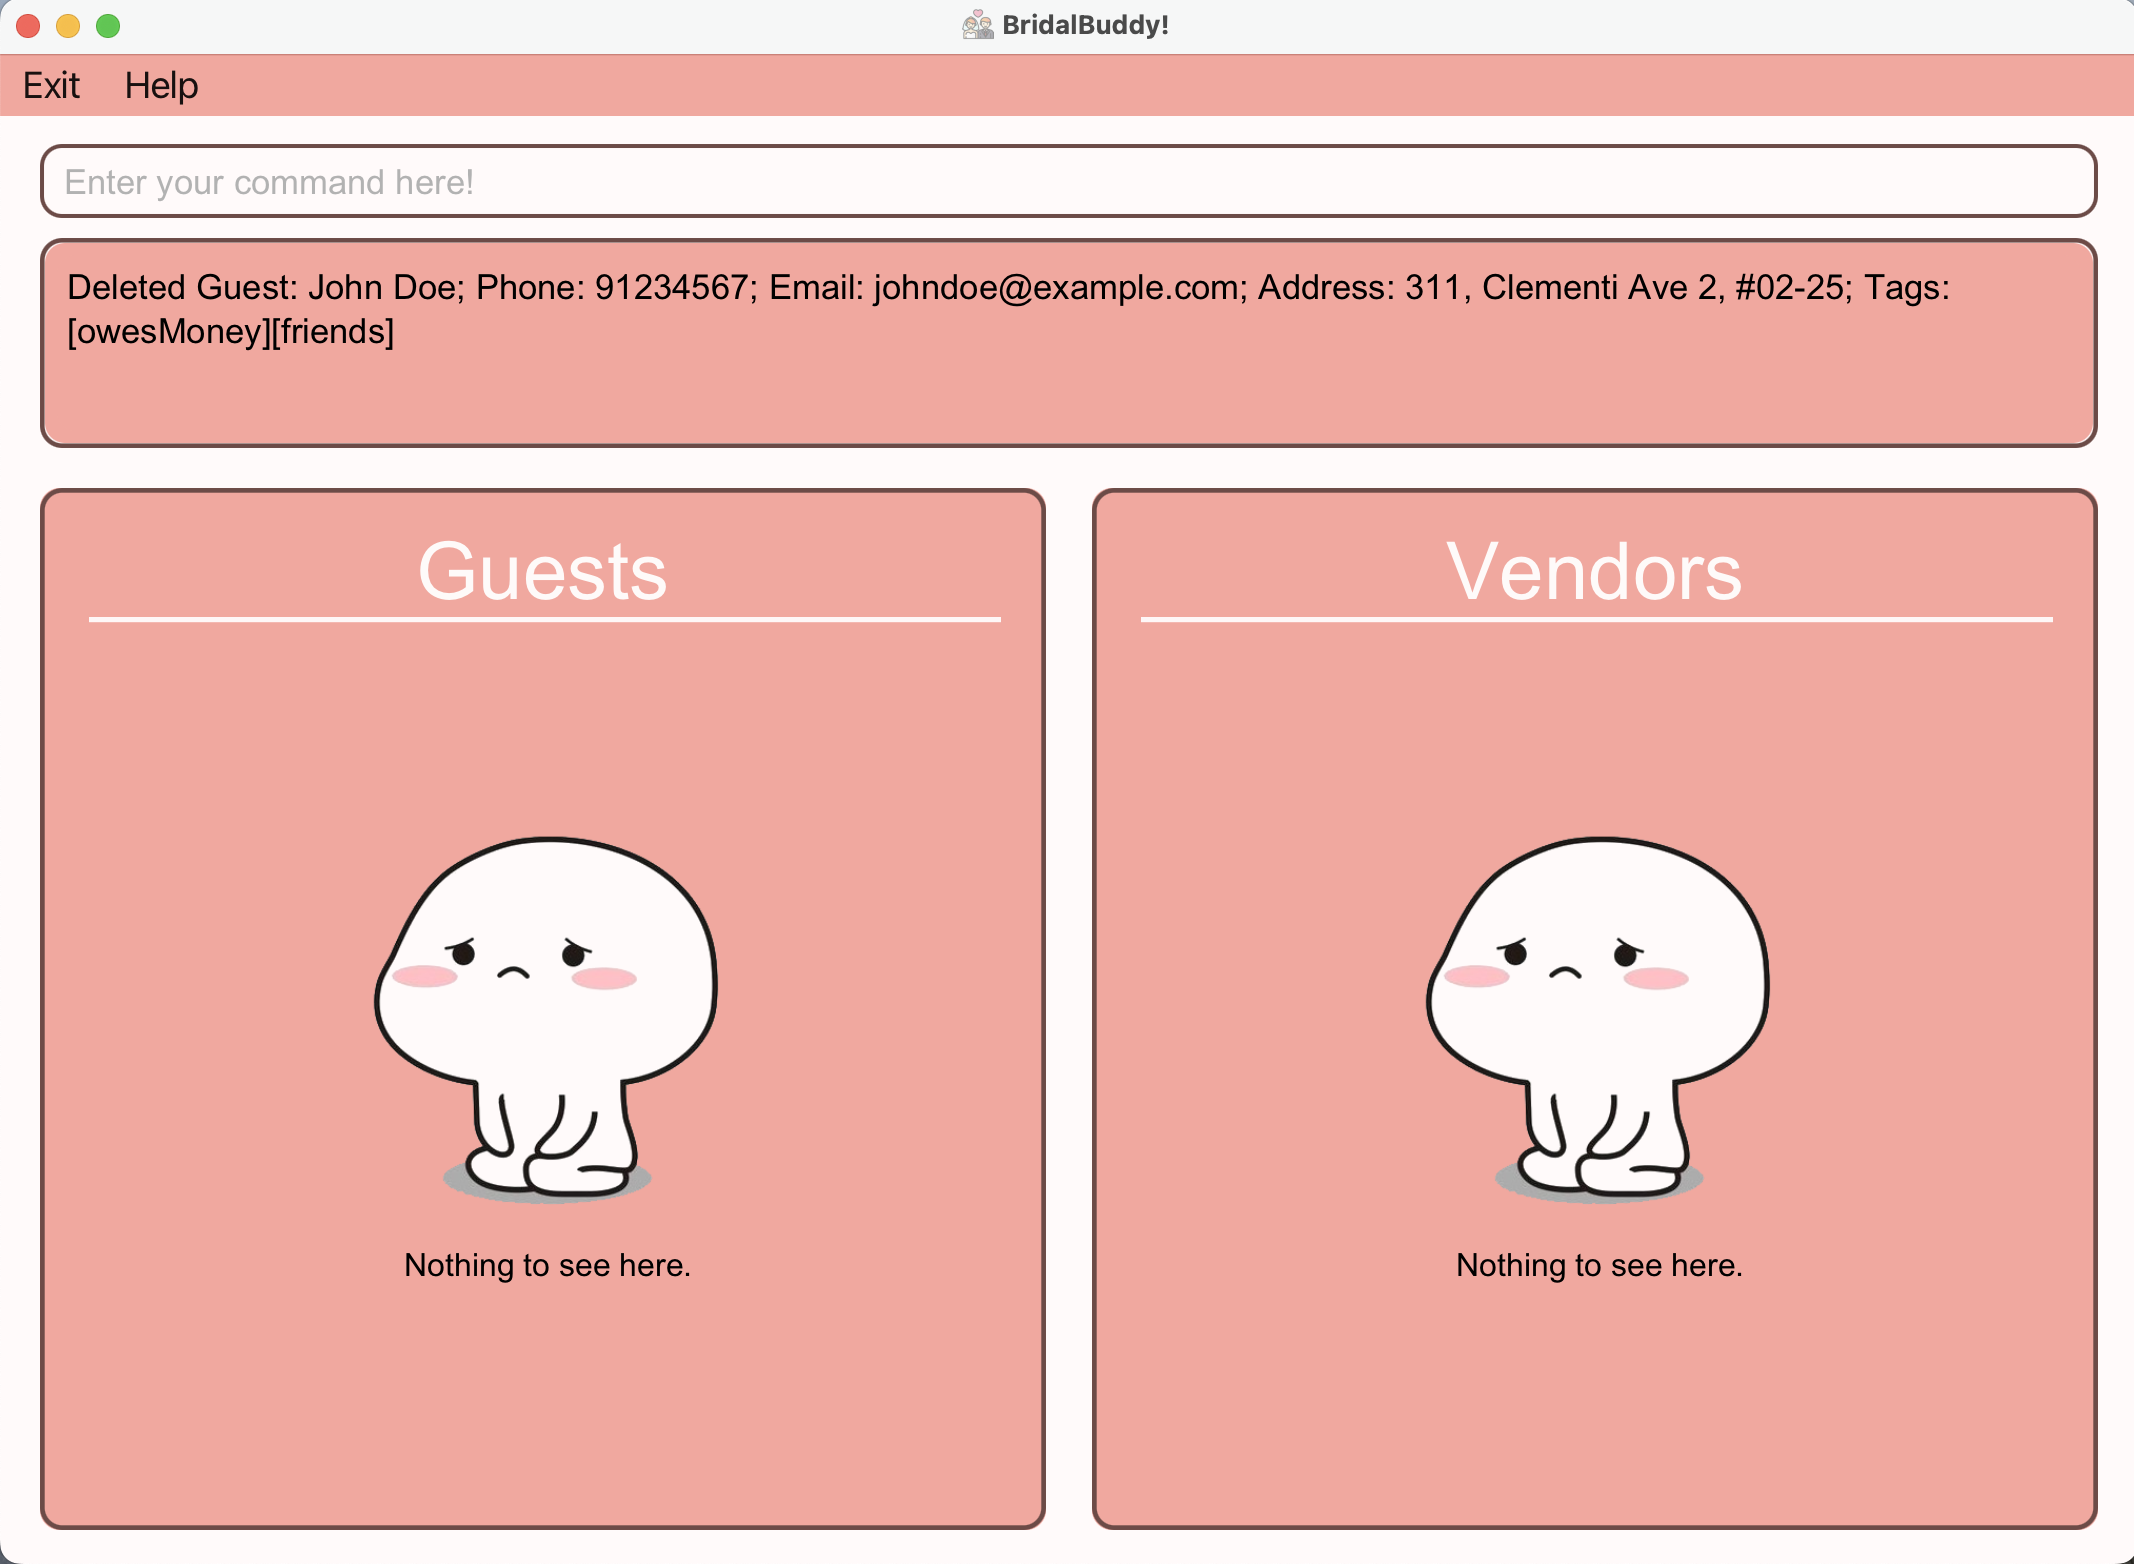 BridalBuddy!
Exit Help
Enter your command here!
Deleted Guest: John Doe; Phone: 91234567; Email: johndoe@example.com; Address: 311, Clementi Ave 2, #02-25; Tags:
[owesMoney][friends]
Guests
Nothing to see here.
Vendors
Nothing to see here.